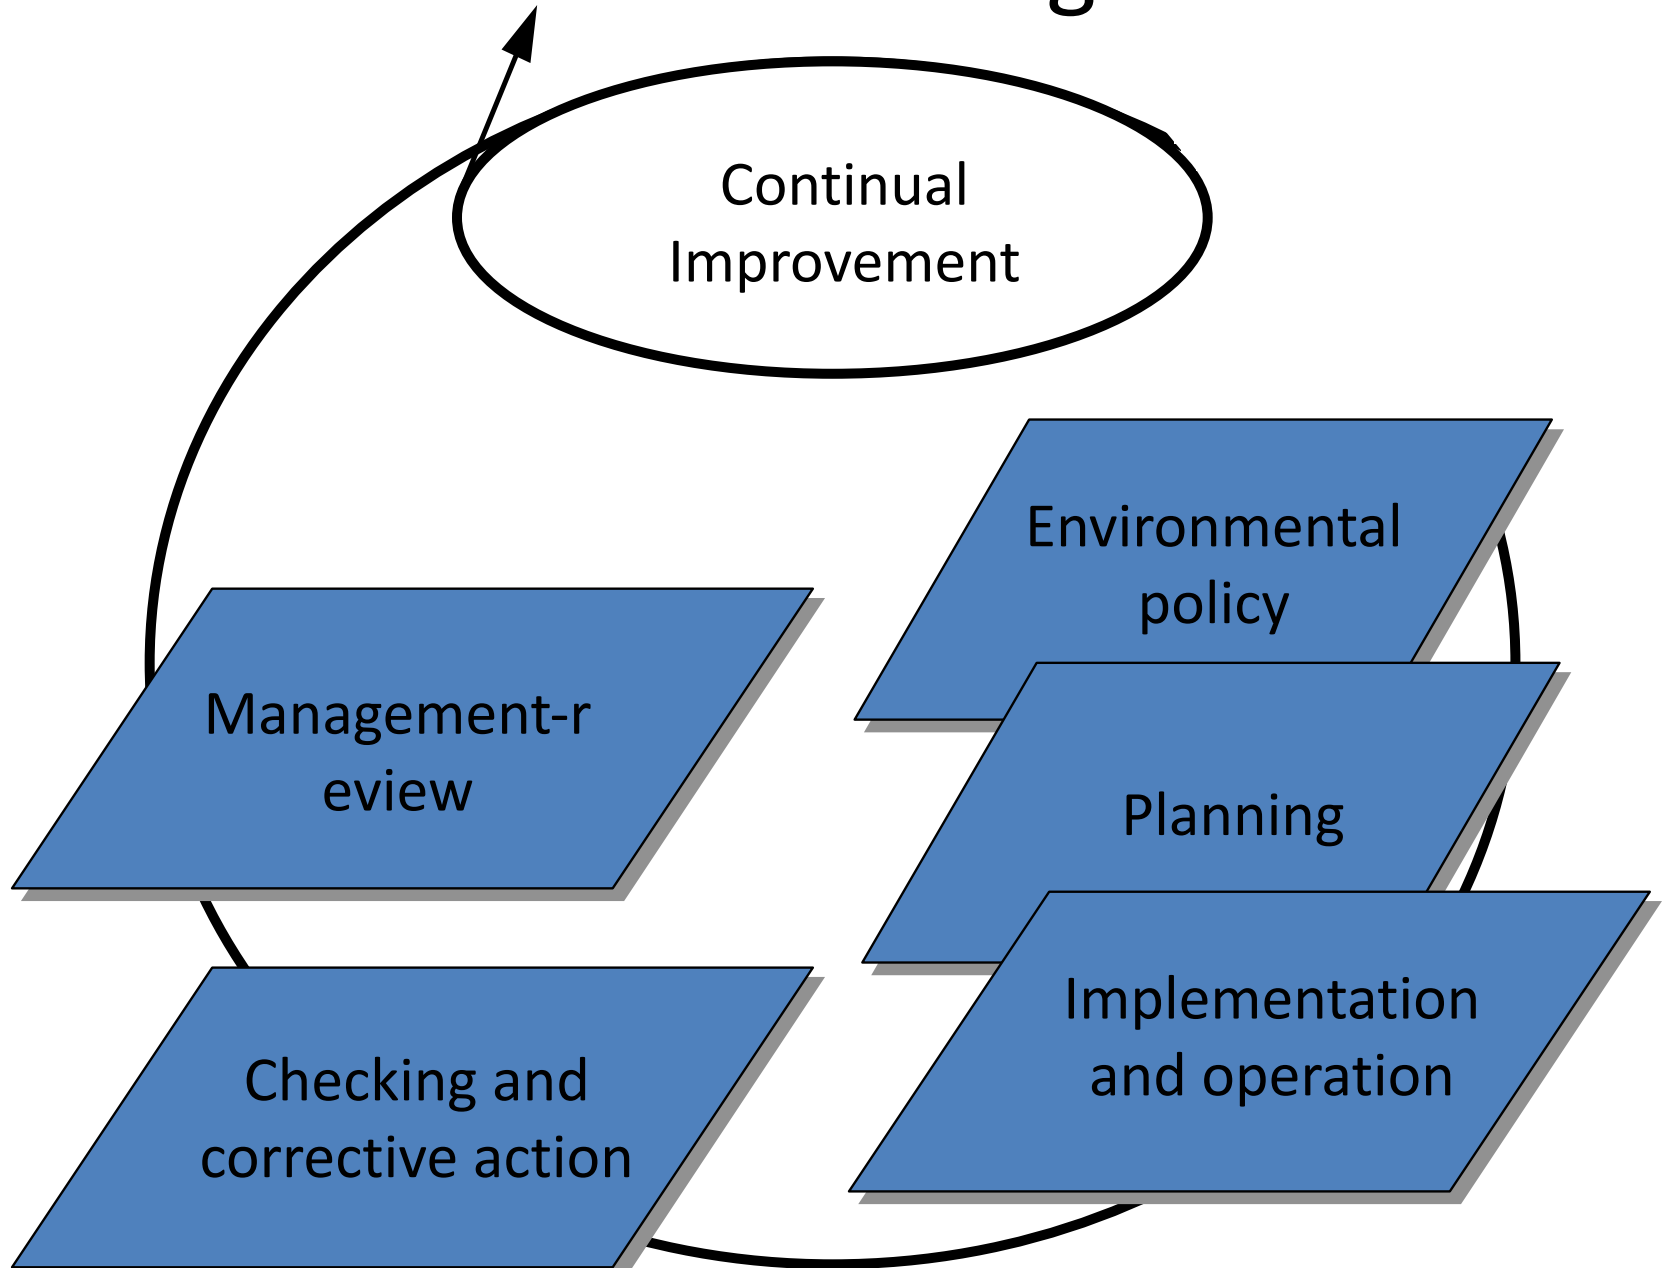 Continual
Improvement
Environmental
policy
Management-r
eview
Planning
Implementation
and operation
Checking and
corrective action